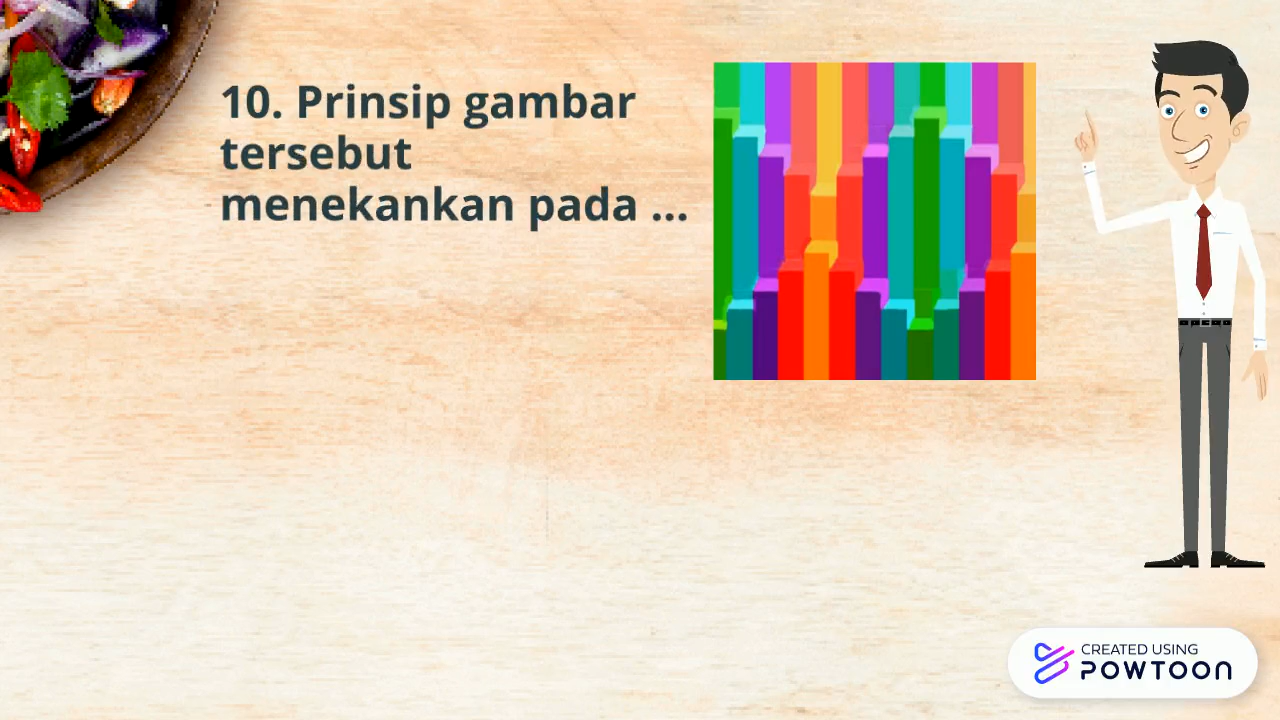 10. Prinsip gambar
tersebut
menekankan pada ...
CREATED USING
POWTOON